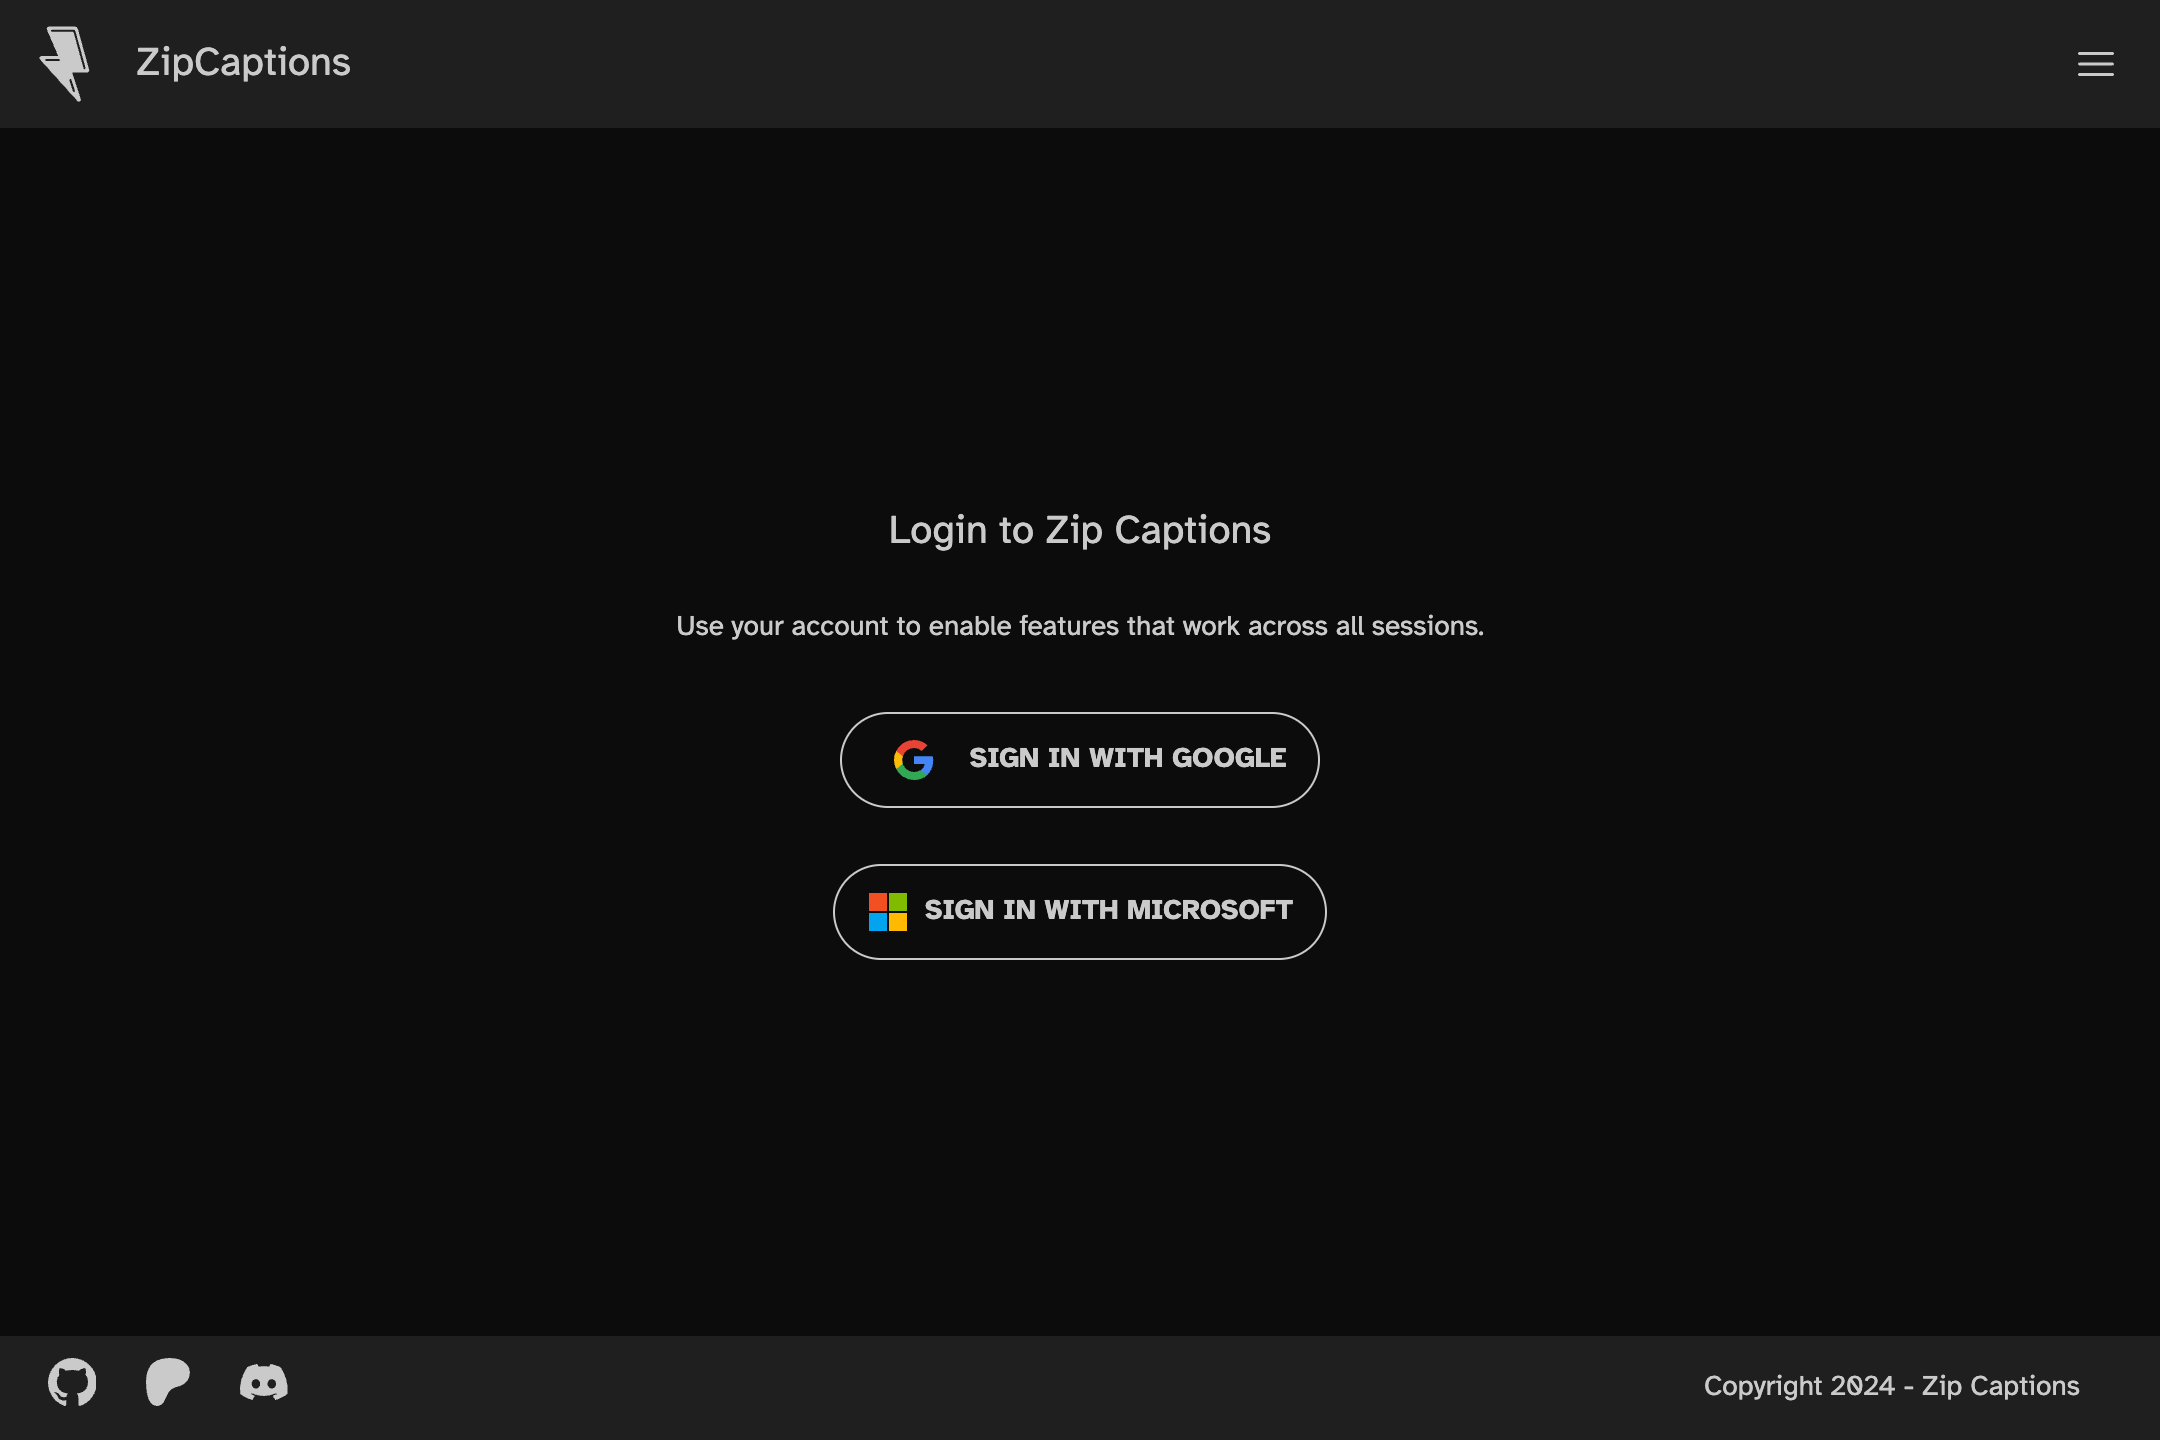 ZipCaptions
Login to Zip Captions
Use your account to enable features that work across all sessions.
SIGN IN WITH GOOGLE
SIGN IN WITH MICROSOFT
Copyright 2024 - Zip Captions